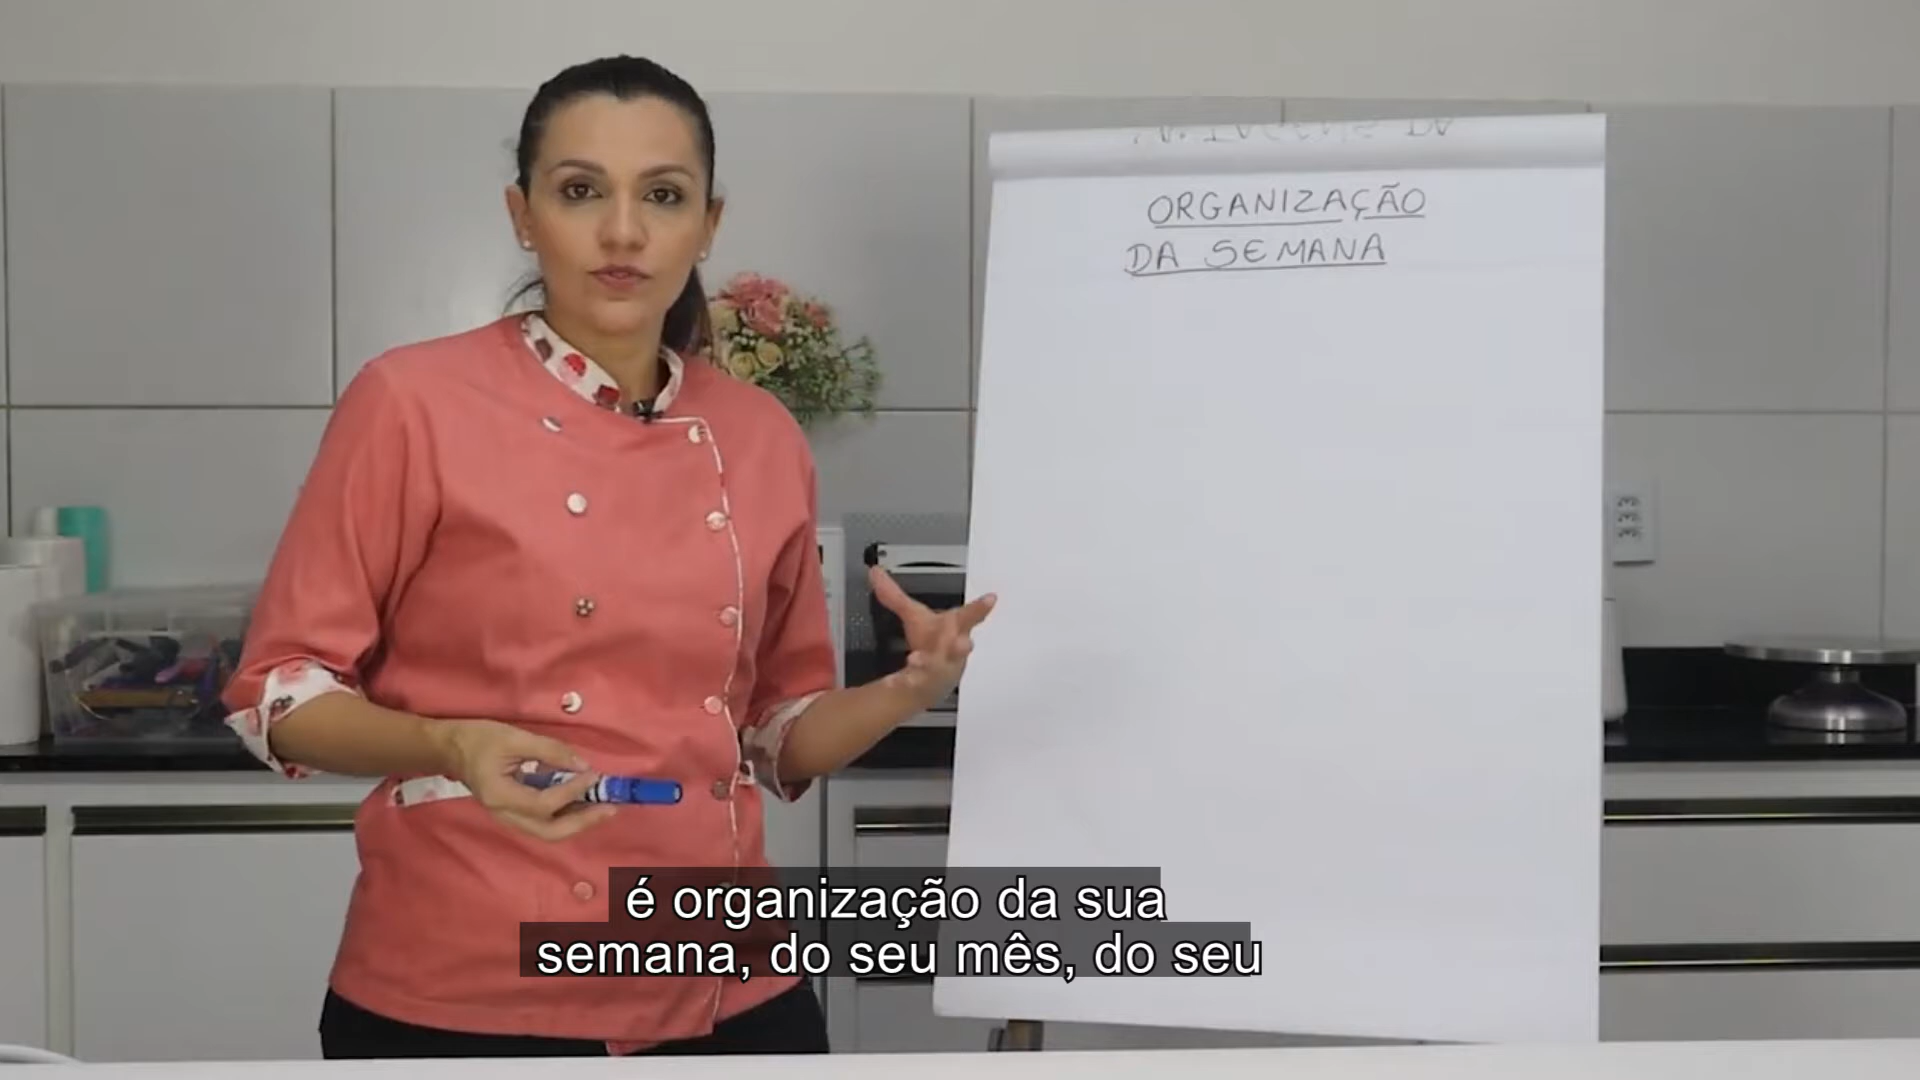 ORGANIZAÇÃO
DA SEMANA
é organização da sua
semana, do seu mês, do seu